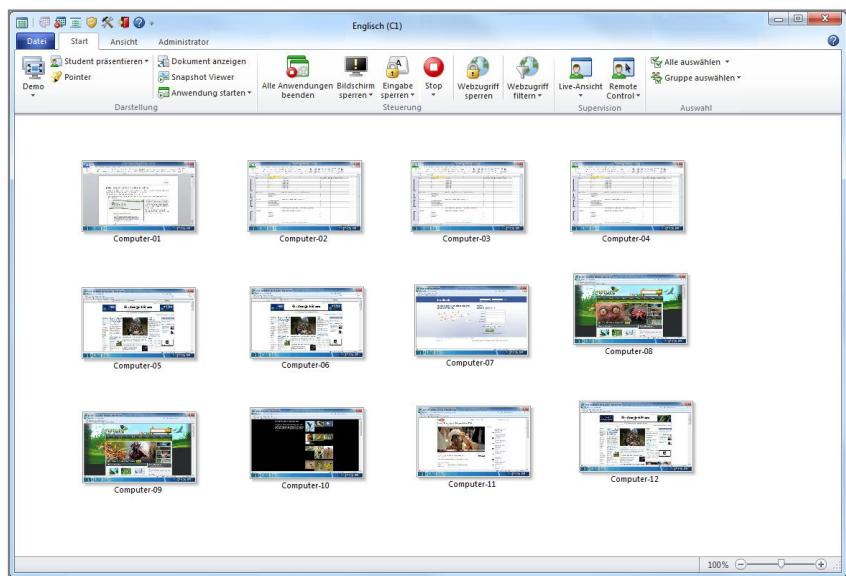 Englisch (C1)
Datei Start Ansicht Administrator
Demo
Student präsentieren
Pointer
Dokument anzeigen
Snapshot Viewer
Anwendung starten
Darstellung
Alle Anwendungen beenden
Bildschirm sperren
Eingabe sperren
Stop
Webzugriff sperren
Webzugriff filtern
Steuerung
Live-Ansicht
Remote Control
Supervision
Alle auswählen
Gruppe auswählen
Auswahl
Computer-01
Computer-02
Computer-03
Computer-04
Computer-05
Computer-06
Computer-07
Computer-08
Computer-09
Computer-10
Computer-11
Computer-12
100%